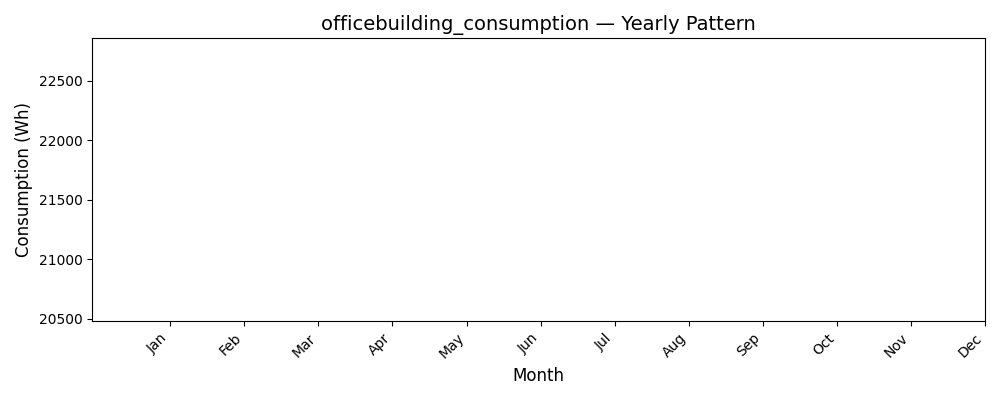 officebuilding_consumption — Yearly Pattern
Consumption (Wh)
22500
22000
21500
21000
20500
Jan Feb Mar Apr May Jun Jul Aug Sep Oct Nov Dec
Month